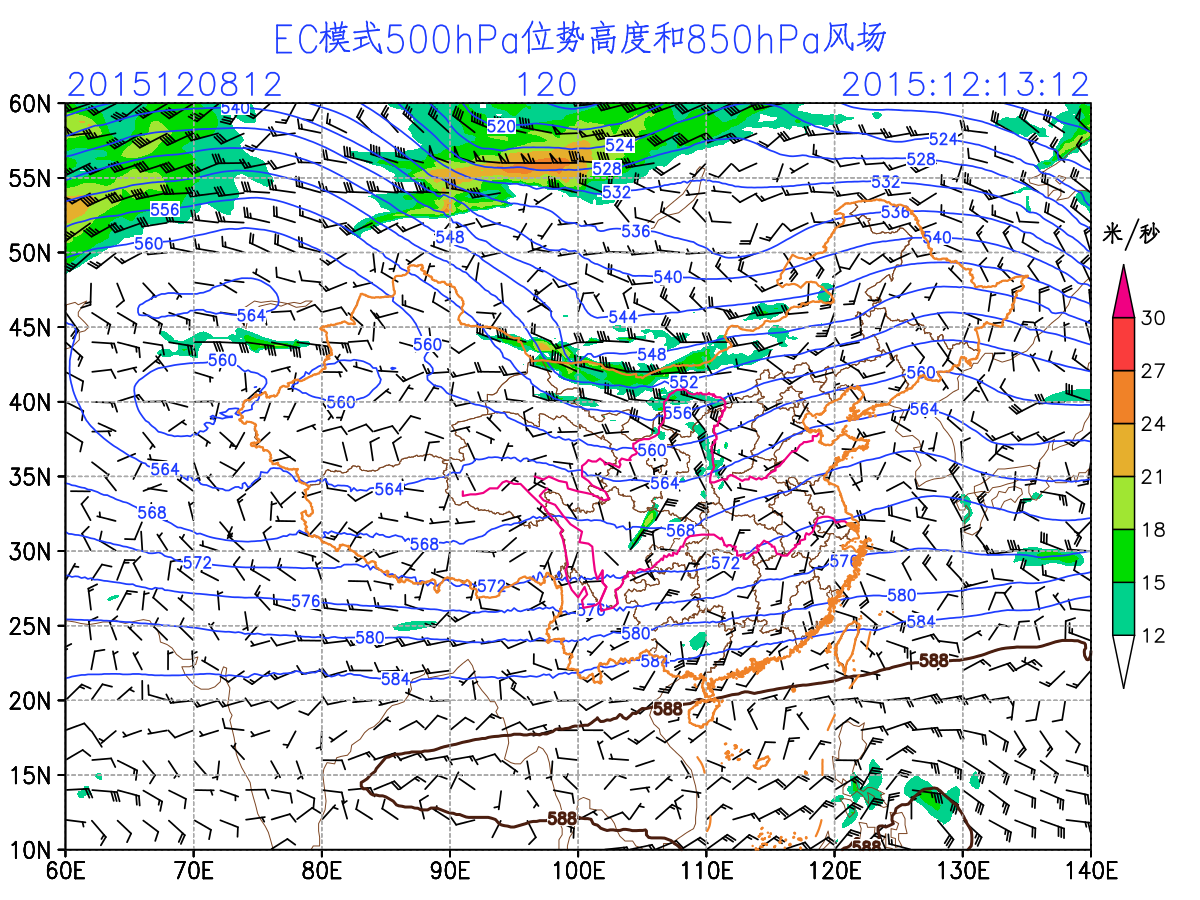 EC模式500hPa位势高度和850hPa风场
2015120812 120 2015:12:13:12
60N 540 520 524 524
528 528
55N 532 532
556 536 536
560 548 540
50N 540
米/秒
564 544 30
45N 560 548
560 552 560 27
40N 560 556 564 24
560
35N 564 564 564 21
568 568 568 18
30N 572 572 572 576 15
576 576 580
25N 580 580 584 12
584 584 588
20N 588
15N
588
10N 588
60E 70E 80E 90E 100E 110E 120E 130E 140E